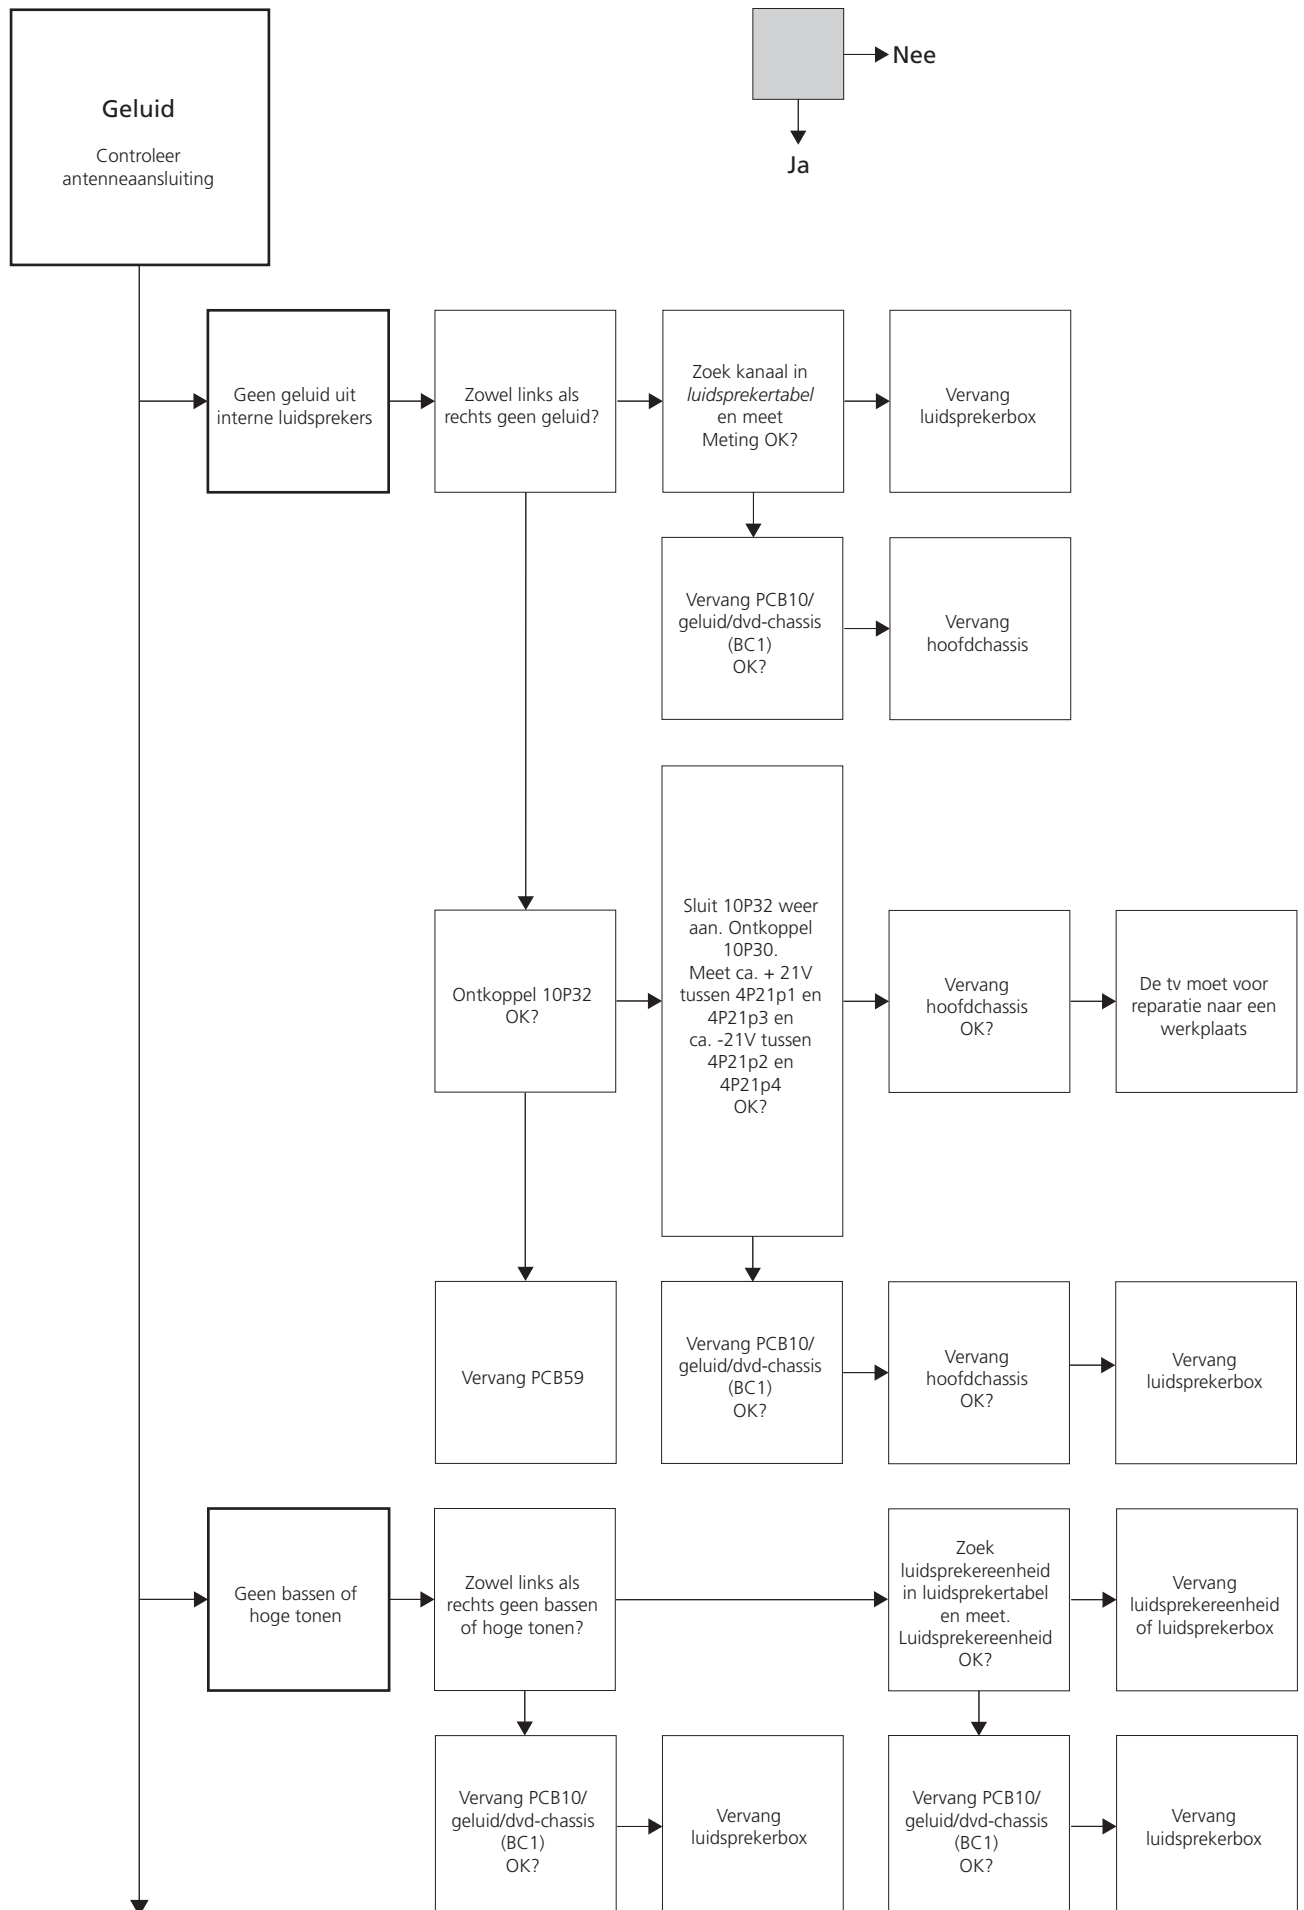 Nee
Ja
Geluid
Controleer
antenneaansluiting
Geen geluid uit
interne luidsprekers
Zowel links als
rechts geen geluid?
Zoek kanaal in
luidsprekertabel
en meet
Meting OK?
Vervang
luidsprekerbox
Vervang PCB10/
geluid/dvd-chassis
(BC1)
OK?
Vervang
hoofdchassis
Ontkoppel 10P32
OK?
Sluit 10P32 weer
aan. Ontkoppel
10P30.
Meet ca. + 21V
tussen 4P21p1 en
4P21p3 en
ca. -21V tussen
4P21p2 en
4P21p4
OK?
Vervang
hoofdchassis
OK?
De tv moet voor
reparatie naar een
werkplaats
Vervang PCB59
Vervang PCB10/
geluid/dvd-chassis
(BC1)
OK?
Vervang
hoofdchassis
OK?
Vervang
luidsprekerbox
Geen bassen of
hoge tonen
Zowel links als
rechts geen bassen
of hoge tonen?
Zoek
luidsprekereenheid
in luidsprekertabel
en meet.
Luidsprekereenheid
OK?
Vervang
luidsprekereenheid
of luidsprekerbox
Vervang PCB10/
geluid/dvd-chassis
(BC1)
OK?
Vervang
luidsprekerbox
Vervang PCB10/
geluid/dvd-chassis
(BC1)
OK?
Vervang
luidsprekerbox